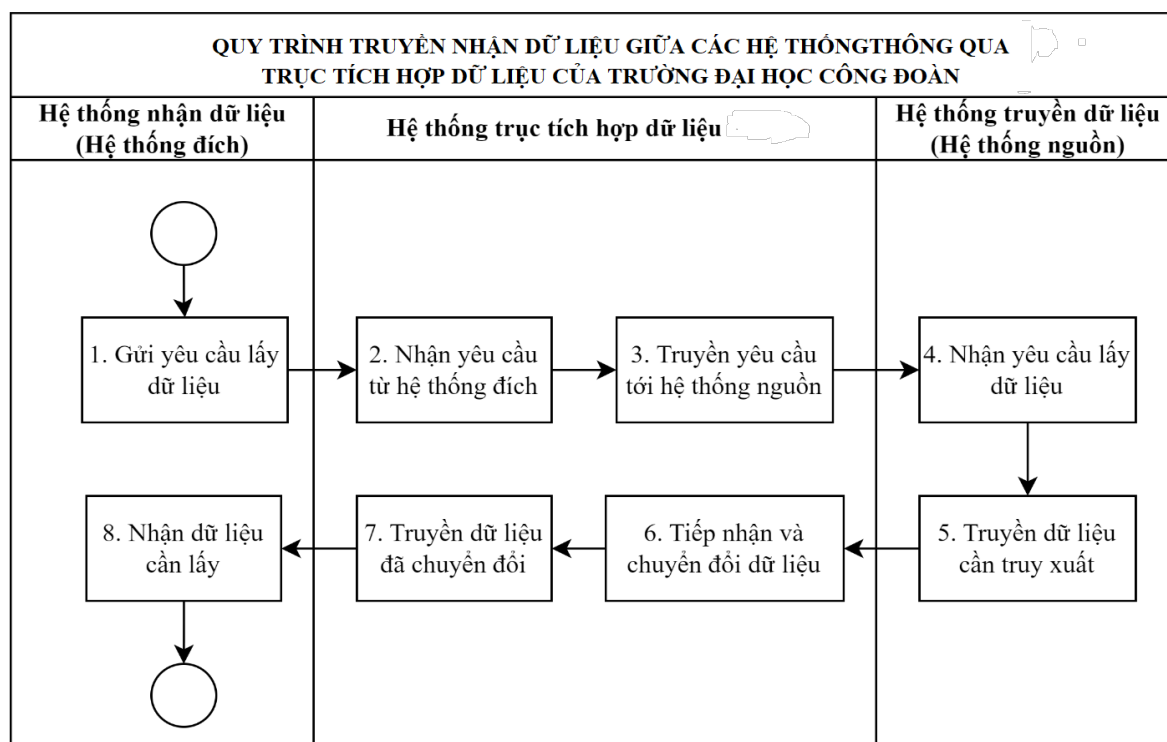 QUY TRÌNH TRUYỀN NHẬN DỮ LIỆU GIỮA CÁC HỆ THỐNGTHÔNG QUA
TRỤC TÍCH HỢP DỮ LIỆU CỦA TRƯỜNG ĐẠI HỌC CÔNG ĐOÀN
Hệ thống nhận dữ liệu
(Hệ thống đích)
Hệ thống trục tích hợp dữ liệu
Hệ thống truyền dữ liệu
(Hệ thống nguồn)
1. Gửi yêu cầu lấy
dữ liệu
2. Nhận yêu cầu
từ hệ thống đích
3. Truyền yêu cầu
tới hệ thống nguồn
4. Nhận yêu cầu lấy
dữ liệu
8. Nhận dữ liệu
cần lấy
7. Truyền dữ liệu
đã chuyển đổi
6. Tiếp nhận và
chuyển đổi dữ liệu
5. Truyền dữ liệu
cần truy xuất